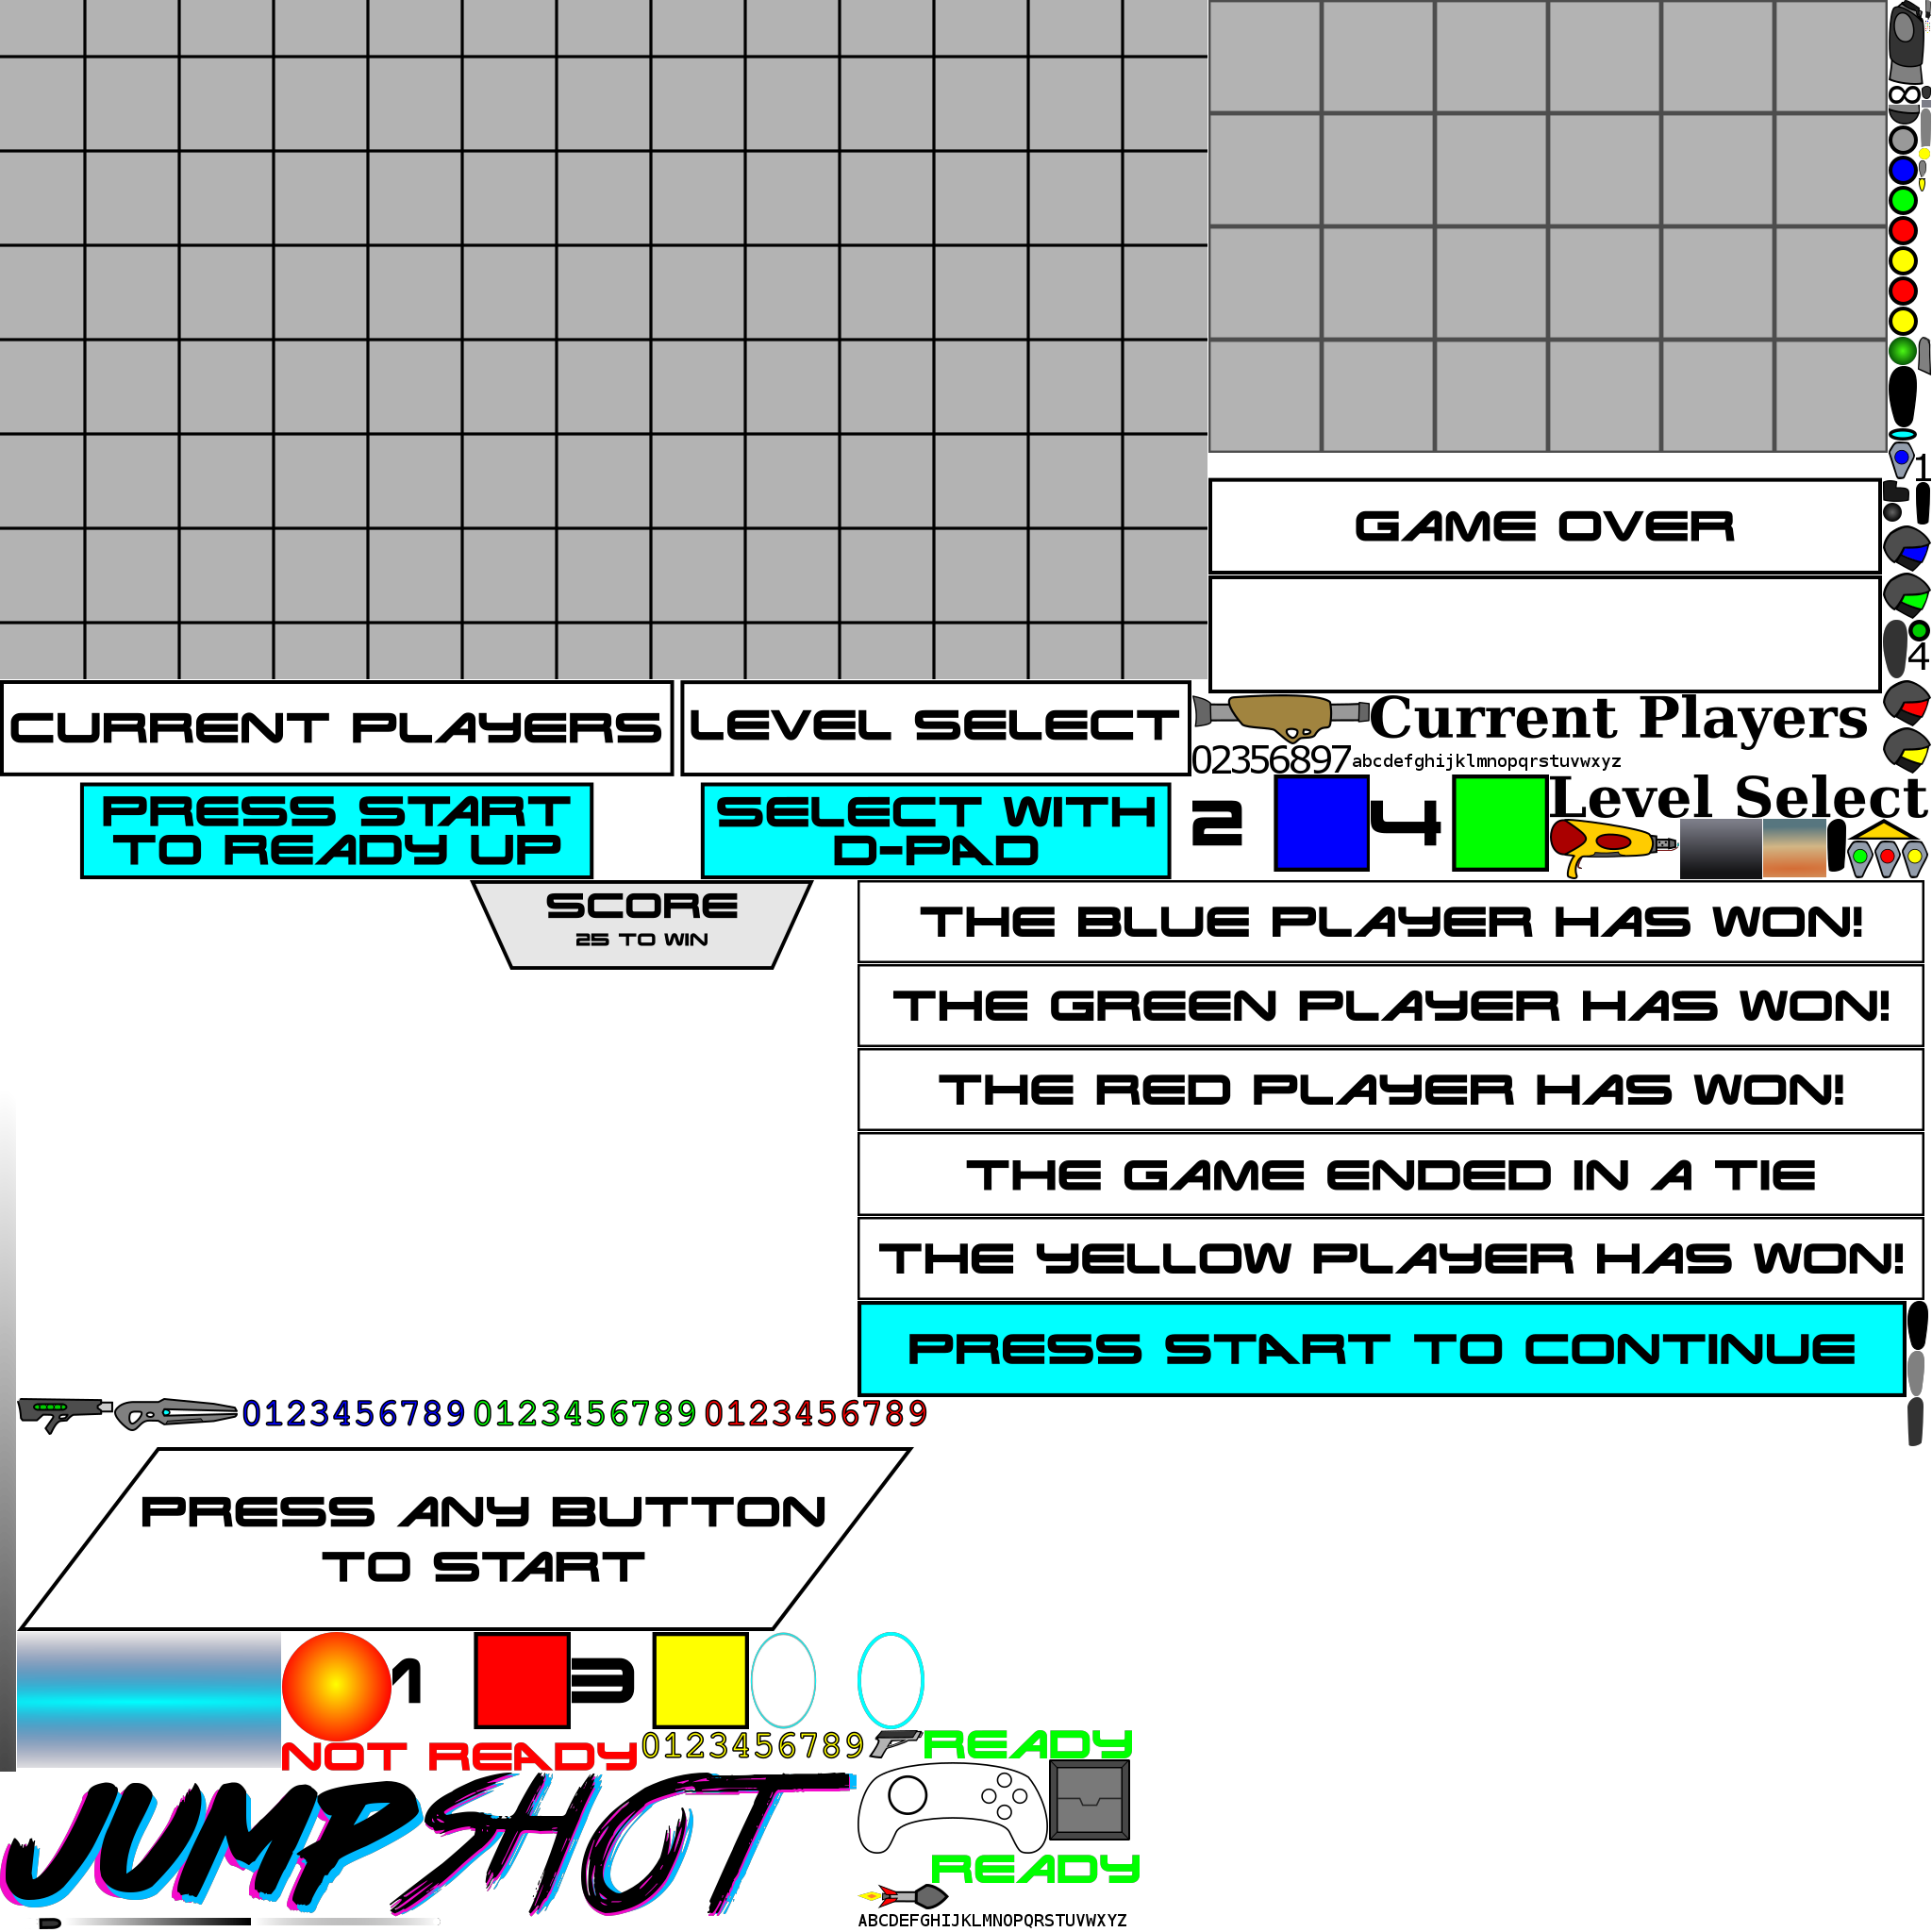 1
GAME OVER
4
CURRENT PLAYERS
LEVEL SELECT
Current Players
02356897
abcdefghijklmnopqrstuvwxyz
PRESS START
TO READY UP
SELECT WITH
D-PAD
2
4
Level Select
SCORE
25 TO WIN
THE BLUE PLAYER HAS WON!
THE GREEN PLAYER HAS WON!
THE RED PLAYER HAS WON!
THE GAME ENDED IN A TIE
THE YELLOW PLAYER HAS WON!
PRESS START TO CONTINUE
0123456789
0123456789
0123456789
PRESS ANY BUTTON
TO START
1
3
NOT READY
0123456789
READY
JUMPSHOT
READY
ABCDEFGHIJKLMNOPQRSTUVWXYZ